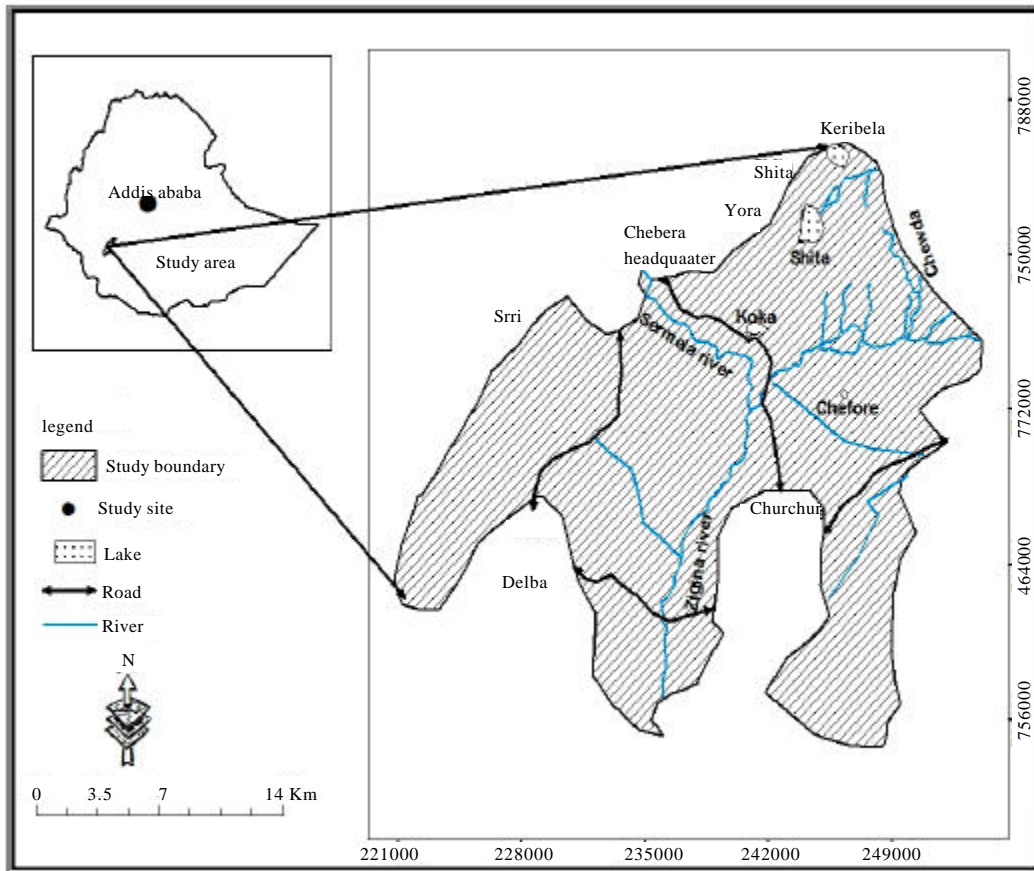 Addis ababa
Study area
legend
Study boundary
Study site
Lake
Road
River
N
0 3.5 7 14 Km
Keribela
Shita
Yora
Chebera
headquaater
Srri
Shita
Chewda
Koka
Sermela river
Chefore
Churchur
Delba
Zigina river
788000
750000
772000
464000
756000
221000 228000 235000 242000 249000